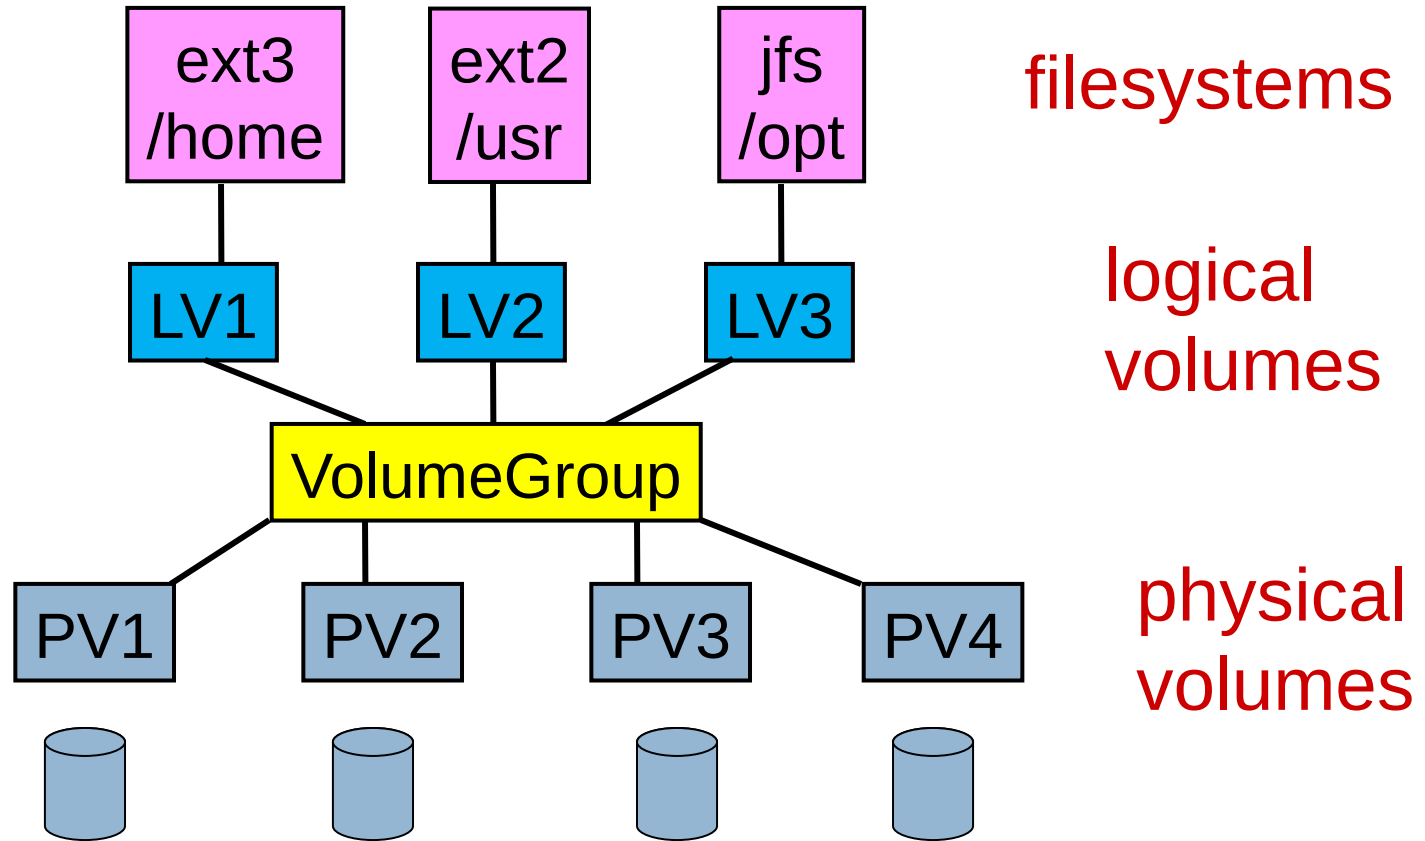 ext3
/home
ext2
/usr
jfs
/opt
filesystems
LV1
LV2
LV3
logical
volumes
VolumeGroup
PV1
PV2
PV3
PV4
physical
volumes